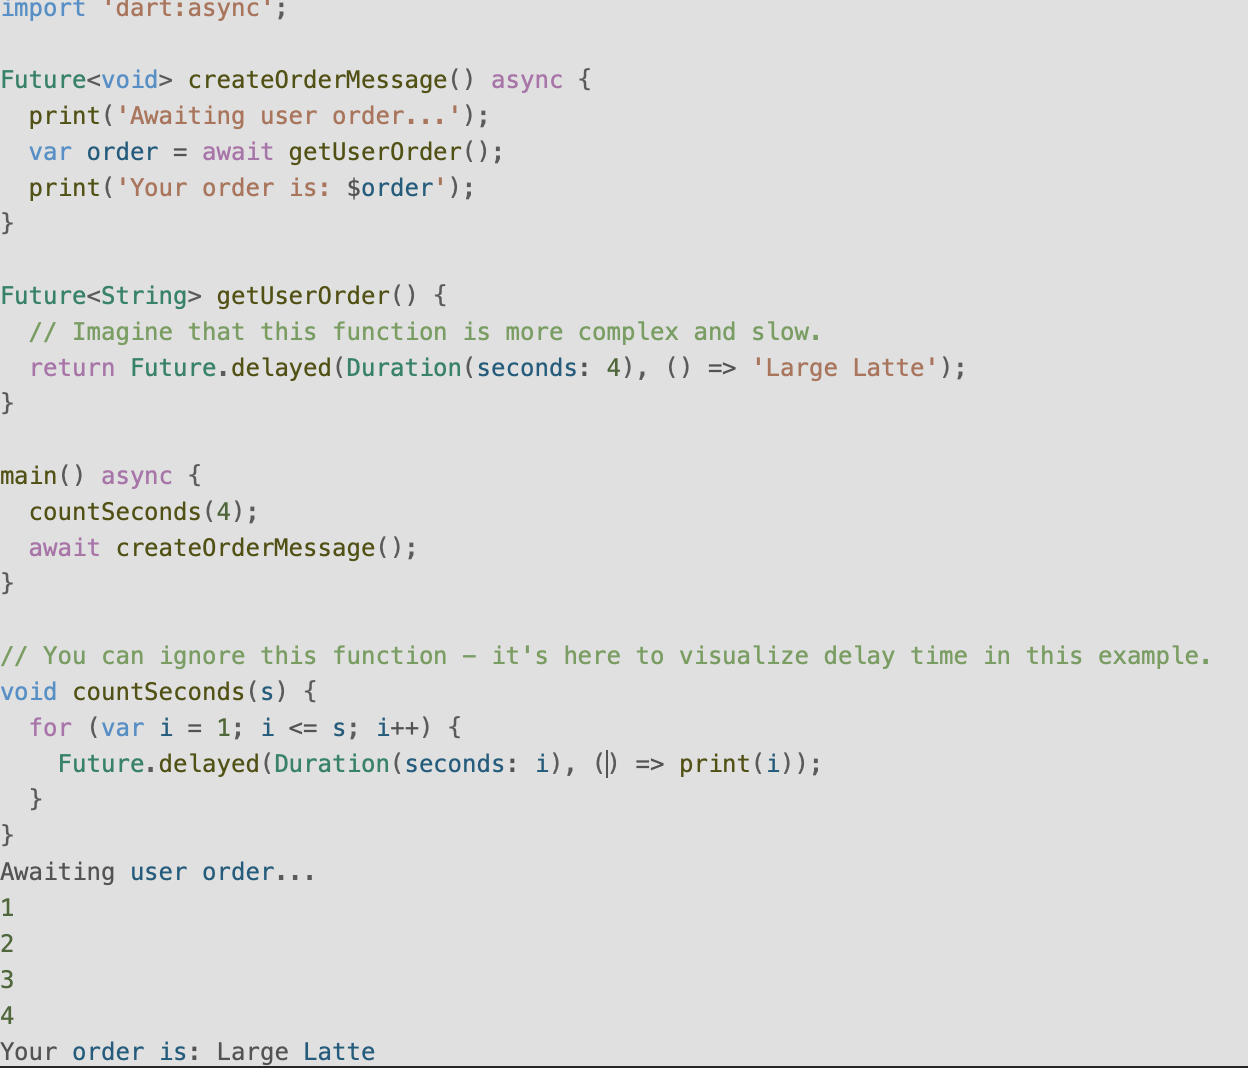 import 'dart:async';

Future<void> createOrderMessage() async {
  print('Awaiting user order...');
  var order = await getUserOrder();
  print('Your order is: $order');
}

Future<String> getUserOrder() {
  // Imagine that this function is more complex and slow.
  return Future.delayed(Duration(seconds: 4), () => 'Large Latte');
}

main() async {
  countSeconds(4);
  await createOrderMessage();
}

// You can ignore this function – it's here to visualize delay time in this example.
void countSeconds(s) {
  for (var i = 1; i <= s; i++) {
    Future.delayed(Duration(seconds: i), () => print(i));
  }
}
Awaiting user order...
1
2
3
4
Your order is: Large Latte